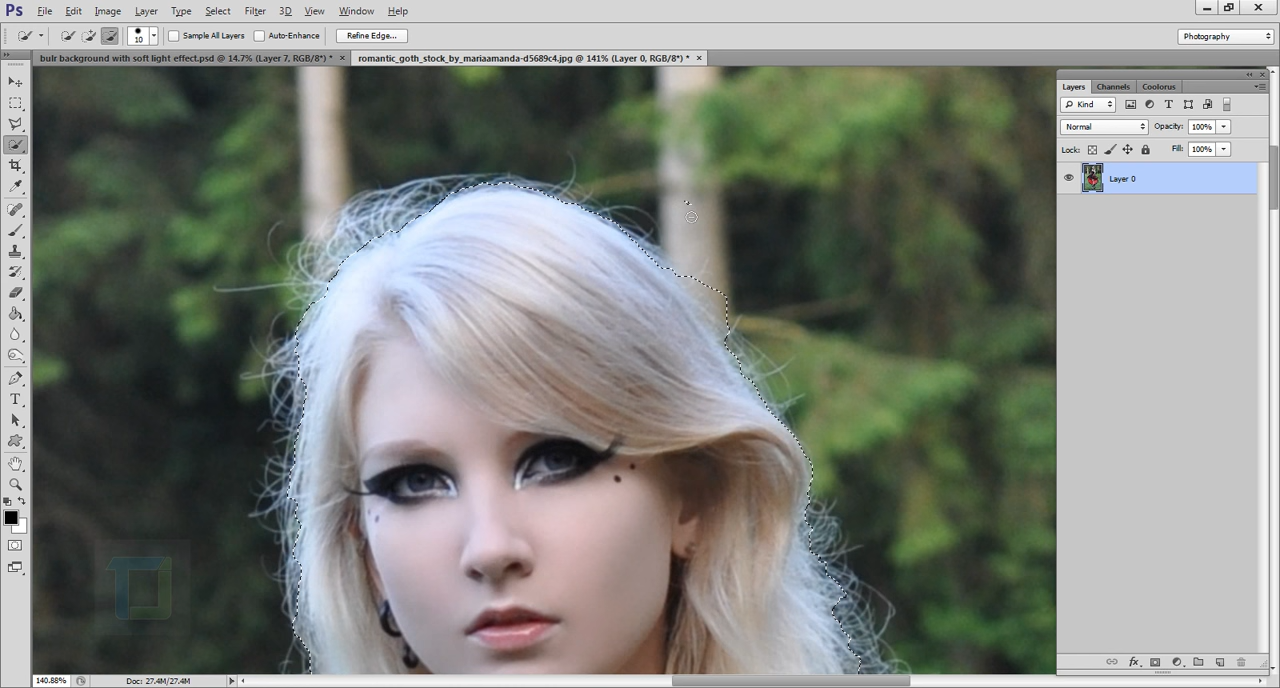 Ps File Edit Image Layer Type Select Filter 3D View Window Help
10 Sample All Layers Auto-Enhance Refine Edge... Photography
bulr background with soft light effect.psd @ 14.7% (Layer 7, RGB/8*) * × romantic_goth_stock_by_mariaamanda-d5689c4.jpg @ 141% (Layer 0, RGB/8*) * ×
Layers Channels Coolorus
Kind
Normal Opacity: 100%
Lock: Fill: 100%
Layer 0
140.88% Doc: 27.4M/27.4M